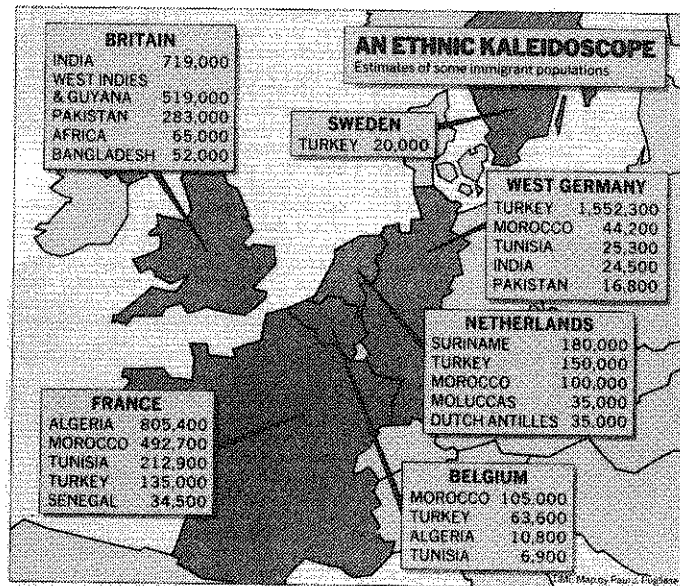 AN ETHNIC KALEIDOSCOPE
Estimates of some immigrant populations
BRITAIN
INDIA 719,000
WEST INDIES
& GUYANA 519,000
PAKISTAN 283,000
AFRICA 65,000
BANGLADESH 52,000
SWEDEN
TURKEY 20,000
WEST GERMANY
TURKEY 1,552,300
MOROCCO 44,200
TUNISIA 25,300
INDIA 24,500
PAKISTAN 16,800
NETHERLANDS
SURINAME 180,000
TURKEY 150,000
MOROCCO 100,000
MOLUCCAS 35,000
DUTCH ANTILLES 35,000
FRANCE
ALGERIA 805,400
MOROCCO 492,700
TUNISIA 212,900
TURKEY 135,000
SENEGAL 34,500
BELGIUM
MOROCCO 105,000
TURKEY 63,600
ALGERIA 10,800
TUNISIA 6,900
Map by Paul J.